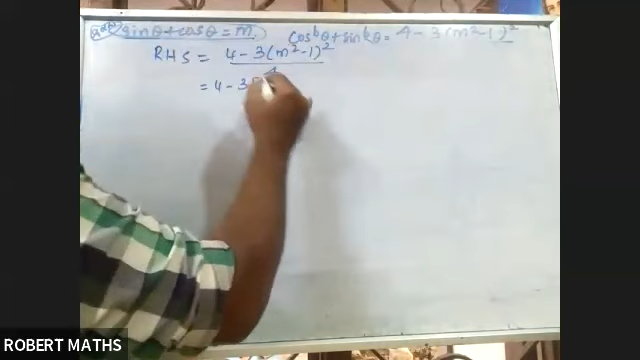 sinθ + cosθ = m. cos⁶θ + sin⁶θ = 4 - 3(m²-1)²
RHS = 4 - 3(m²-1)²
4
= 4 - 3
ROBERT MATHS